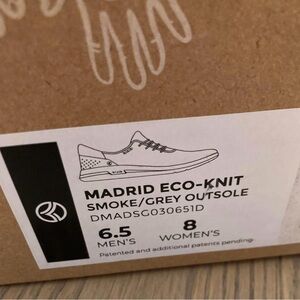 MADRID ECO-KNIT
SMOKE/GREY OUTSOLE
DMADSG030651D
6.5 8
MEN'S WOMEN'S
Patented and additional patents pending.